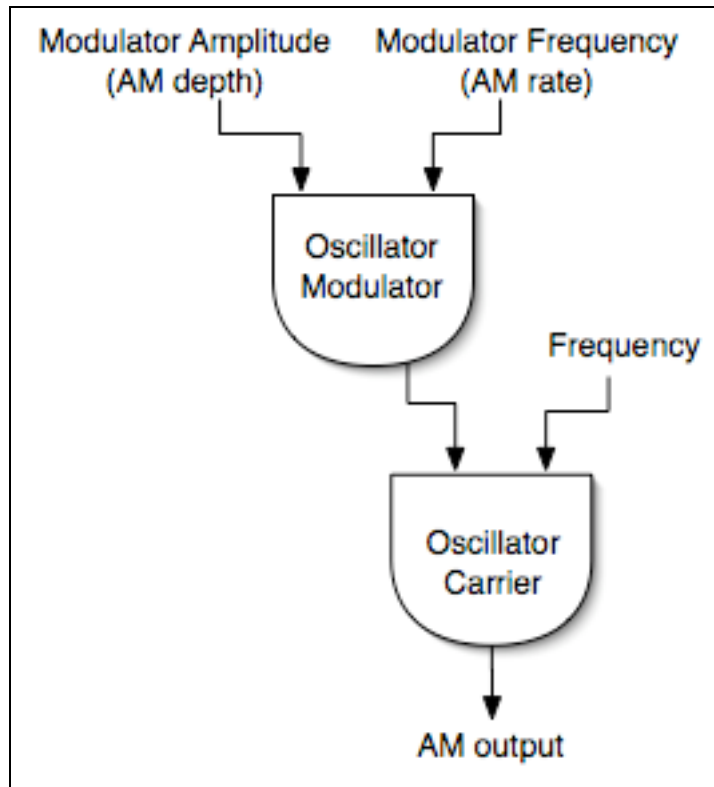 Modulator Amplitude
(AM depth)
Modulator Frequency
(AM rate)
Oscillator
Modulator
Frequency
Oscillator
Carrier
AM output